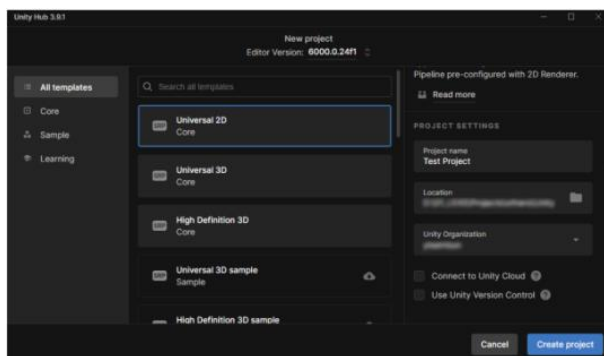 Unity Hub 3.9.1
New project
Editor Version: 6000.0.24f1
All templates
Core
Sample
Learning
Search all templates
Universal 2D
Core
Universal 3D
Core
High Definition 3D
Core
Universal 3D sample
Sample
High Definition 3D sample
Pipeline pre-configured with 2D Renderer.
Read more
PROJECT SETTINGS
Project name
Test Project
Location
Unity Organization
Connect to Unity Cloud
Use Unity Version Control
Cancel
Create project